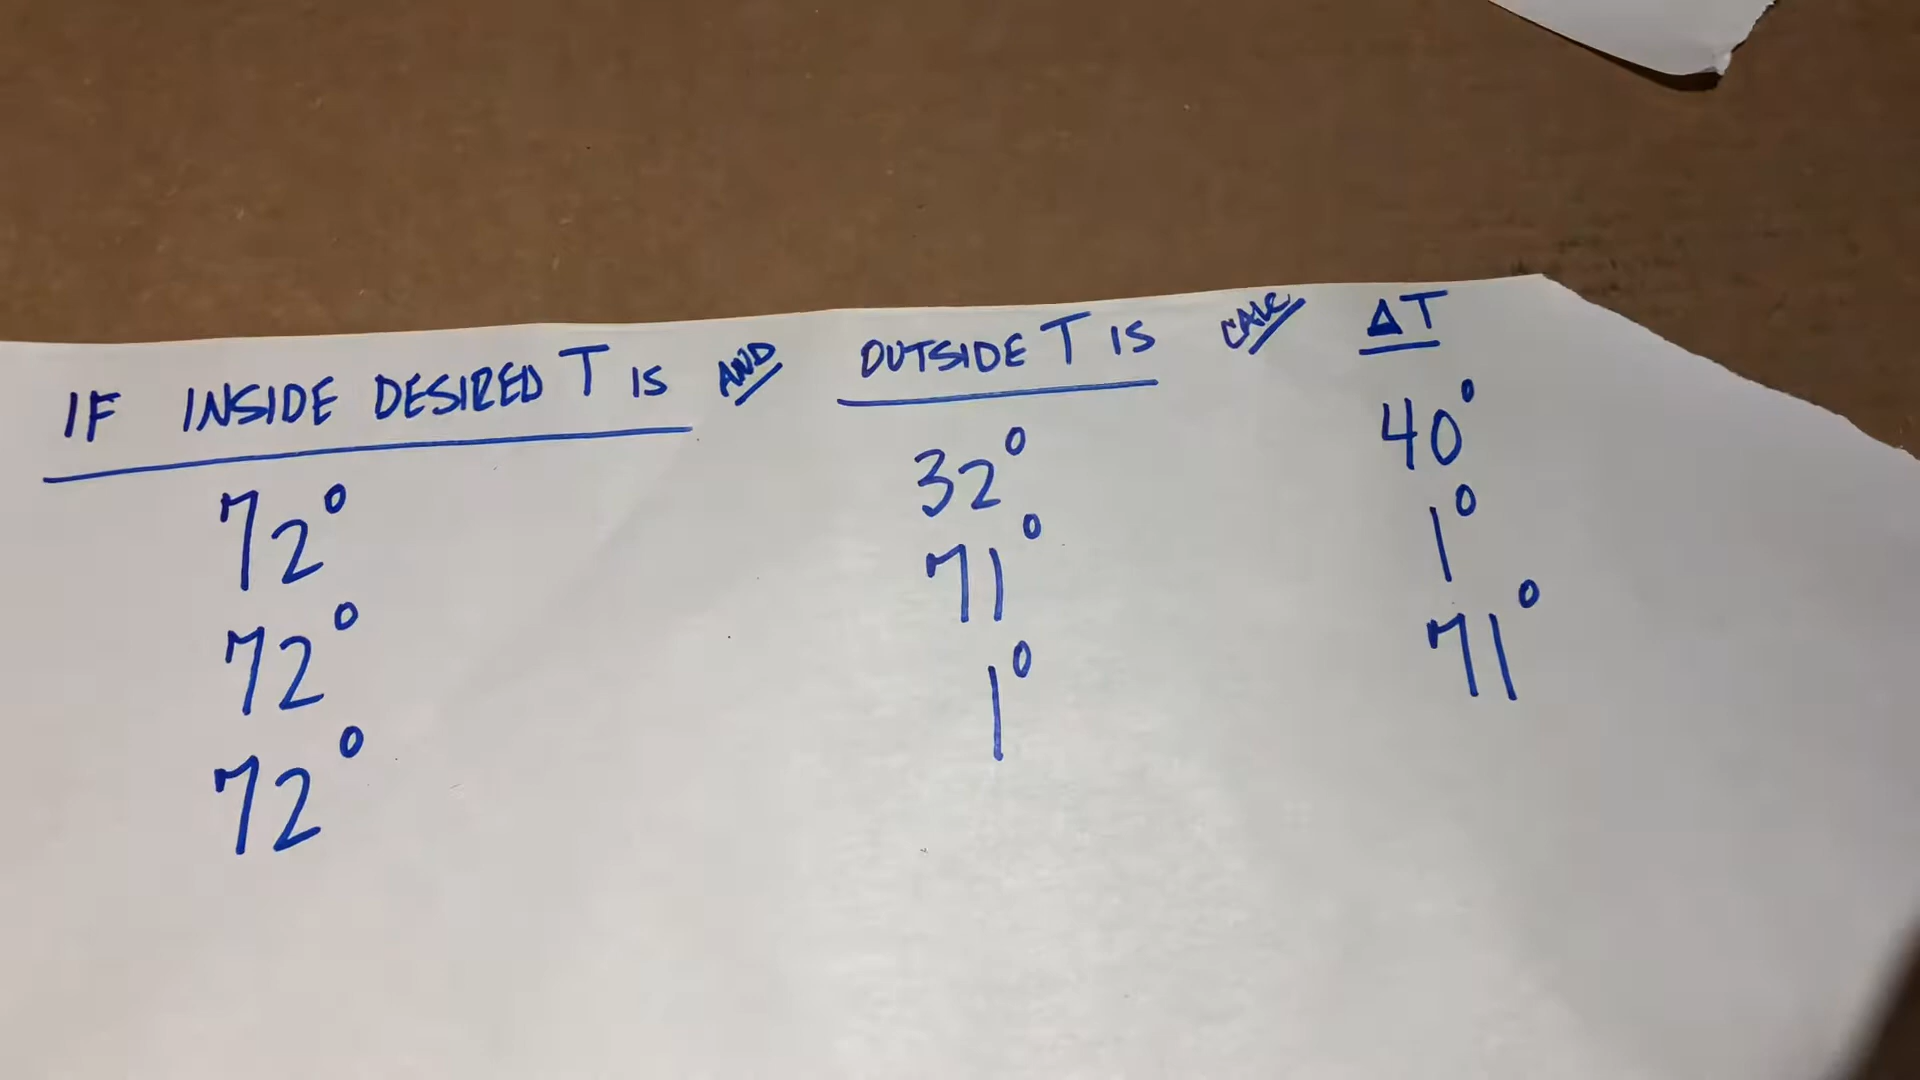 IF INSIDE DESIRED T IS AND OUTSIDE T IS CALC ΔT
72° 32° 40°
72° 71° 1°
72° 1° 71°